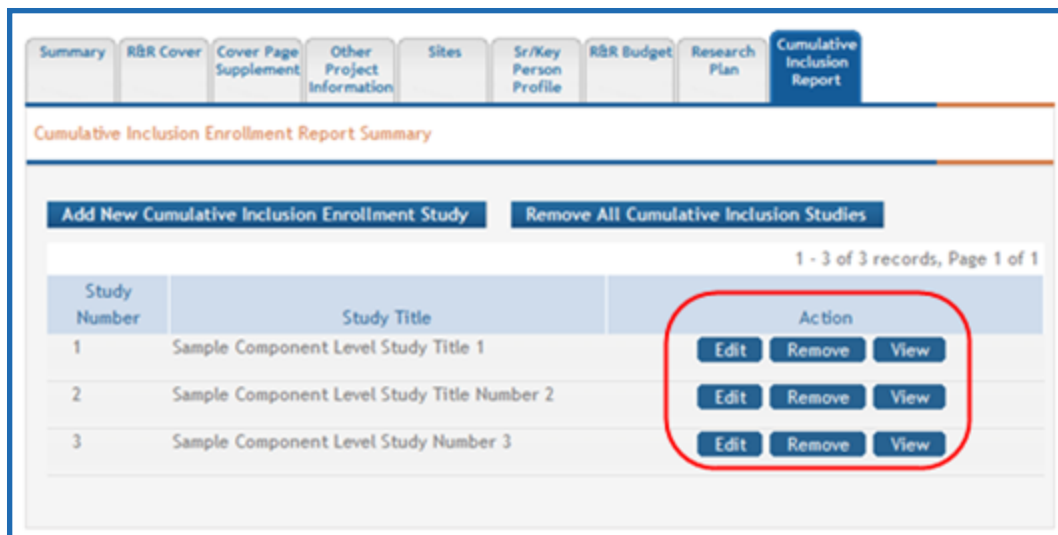 Summary R&R Cover Cover Page Supplement Other Project Information Sites Sr/Key Person Profile R&R Budget Research Plan Cumulative Inclusion Report
Cumulative Inclusion Enrollment Report Summary
Add New Cumulative Inclusion Enrollment Study Remove All Cumulative Inclusion Studies
1 - 3 of 3 records, Page 1 of 1
Study Number Study Title Action
1 Sample Component Level Study Title 1 Edit Remove View
2 Sample Component Level Study Title Number 2 Edit Remove View
3 Sample Component Level Study Number 3 Edit Remove View